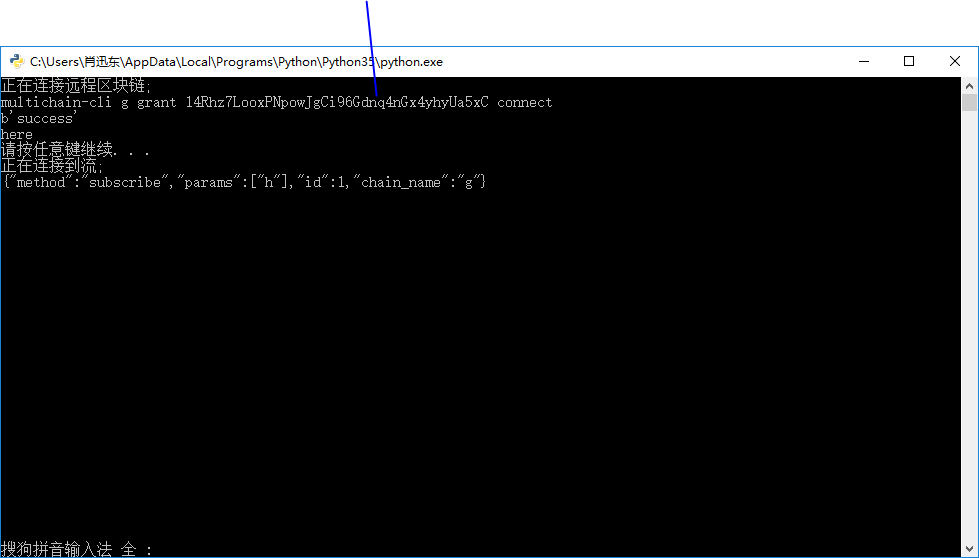 C:\Users\肖迅东\AppData\Local\Programs\Python\Python35\python.exe
正在连接远程区块链;
multichain-cli g grant 14Rhz7LooxPNpowJgCi96Gdnq4nGx4yhyUa5xC connect
b'success'
here
请按任意键继续. . .
正在连接到流;
{"method":"subscribe","params":["h"],"id":1,"chain_name":"g"}
搜狗拼音输入法 全 :